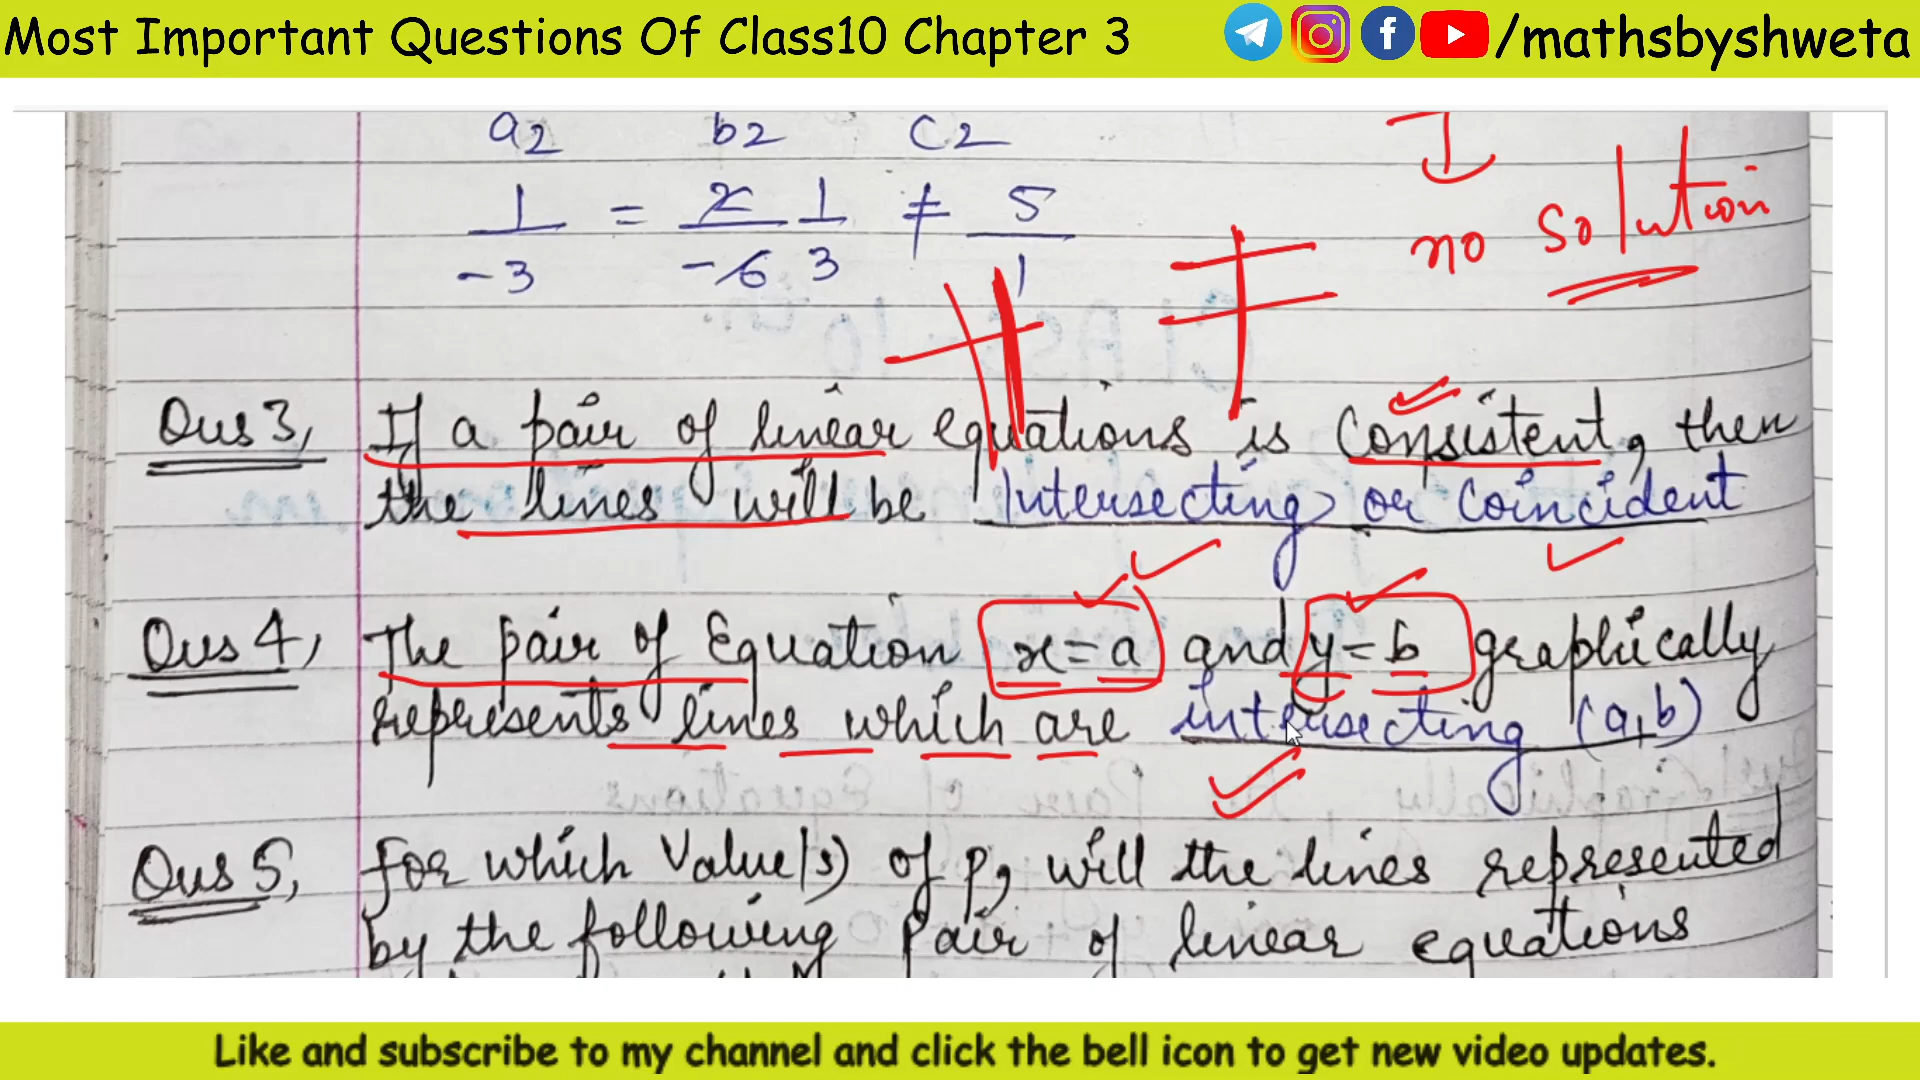 Most Important Questions Of Class10 Chapter 3
/mathsbyshweta
a2 b2 c2
1 = 2 1 ≠ 5
-3 -6 3 1
no solution
Qus 3, If a pair of linear equations is Consistent, then
the lines will be Intersecting or Coincident
Qus 4, The pair of Equation x=a and y=b graphically
represents lines which are intersecting (a,b)
Qus 5, for which Value(s) of p, will the lines represented
by the following pair of linear equations
Like and subscribe to my channel and click the bell icon to get new video updates.